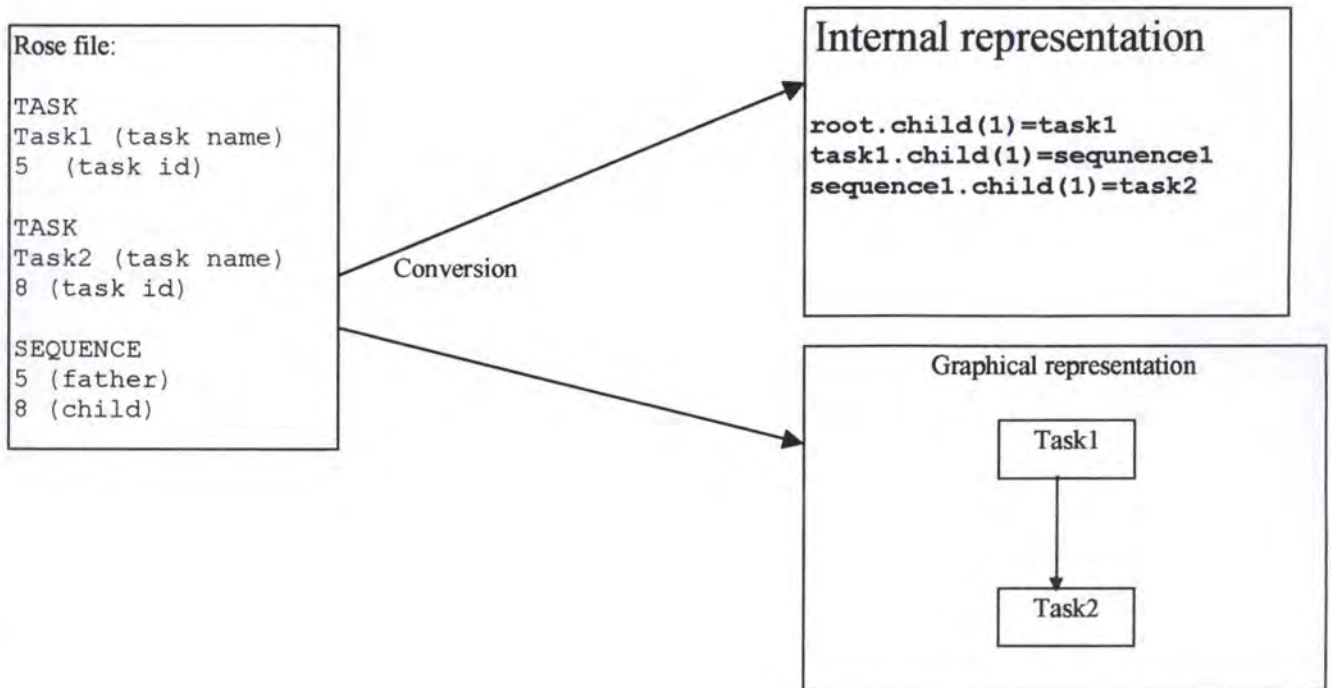 Rose file:
TASK
Task1 (task name)
5 (task id)
TASK
Task2 (task name)
8 (task id)
SEQUENCE
5 (father)
8 (child)
Conversion
Internal representation
root.child(1)=task1
task1.child(1)=sequnence1
sequence1.child(1)=task2
Graphical representation
Task1
Task2